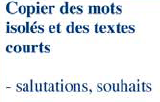 Copier des mots
isolés et des textes
courts
- salutations, souhaits